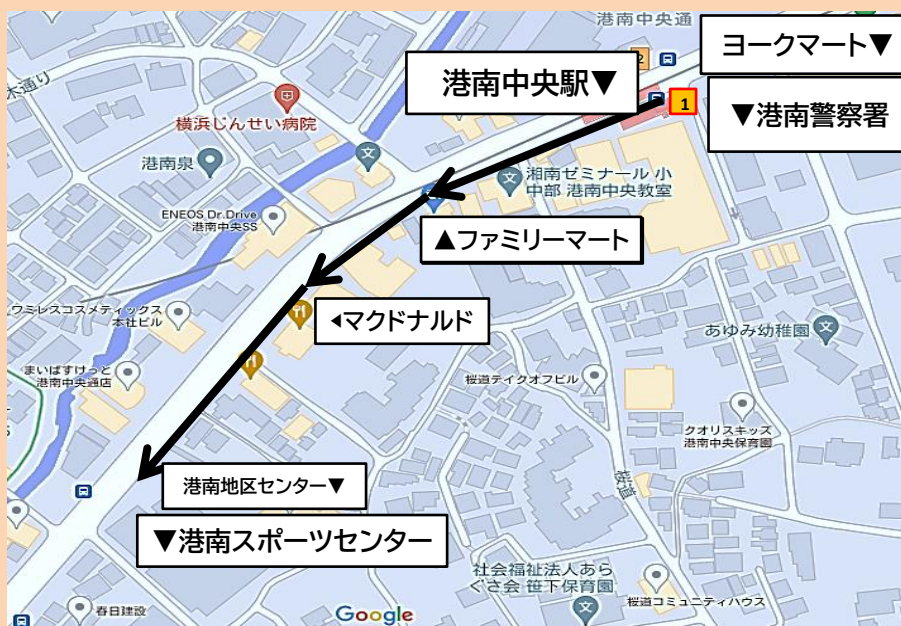 港南中央通
ヨークマート▼
2
港南中央駅▼
1
▼港南警察署
木通り
横浜じんせい病院
港南泉
湘南ゼミナール 小
中部 港南中央教室
ENEOS Dr.Drive
港南中央SS
▲ファミリーマート
ウミレスコスメティックス
本社ビル
◀マクドナルド
あゆみ幼稚園
まいばすけっと
港南中央通店
桜道テイクオフビル
クオリスキッズ
港南中央保育園
港南地区センター▼
桜道
▼港南スポーツセンター
社会福祉法人あら
ぐさ会 笹下保育園
春日建設
Google
桜道コミュニティハウス